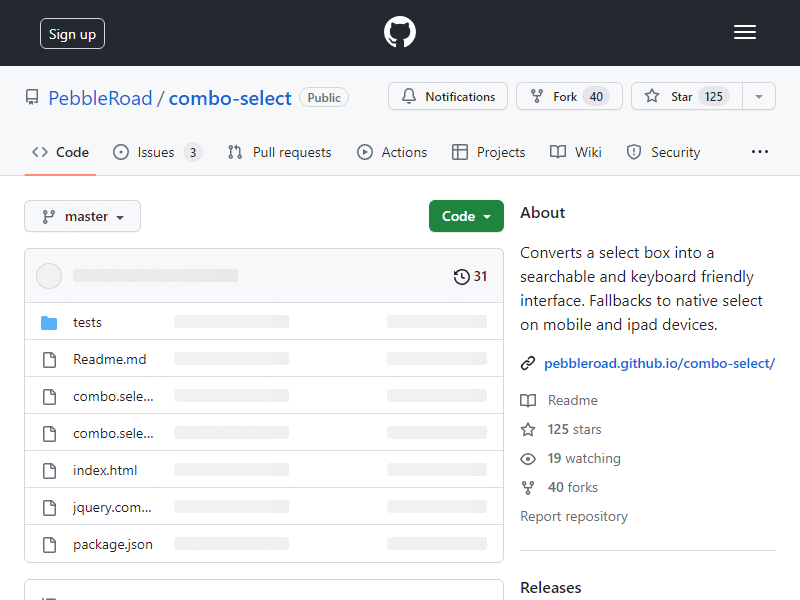 Sign up
PebbleRoad / combo-select Public
Notifications
Fork 40
Star 125
Code
Issues 3
Pull requests
Actions
Projects
Wiki
Security
master
Code
31
tests
Readme.md
combo.sele...
combo.sele...
index.html
jquery.com...
package.json
About
Converts a select box into a
searchable and keyboard friendly
interface. Fallbacks to native select
on mobile and ipad devices.
pebbleroad.github.io/combo-select/
Readme
125 stars
19 watching
40 forks
Report repository
Releases